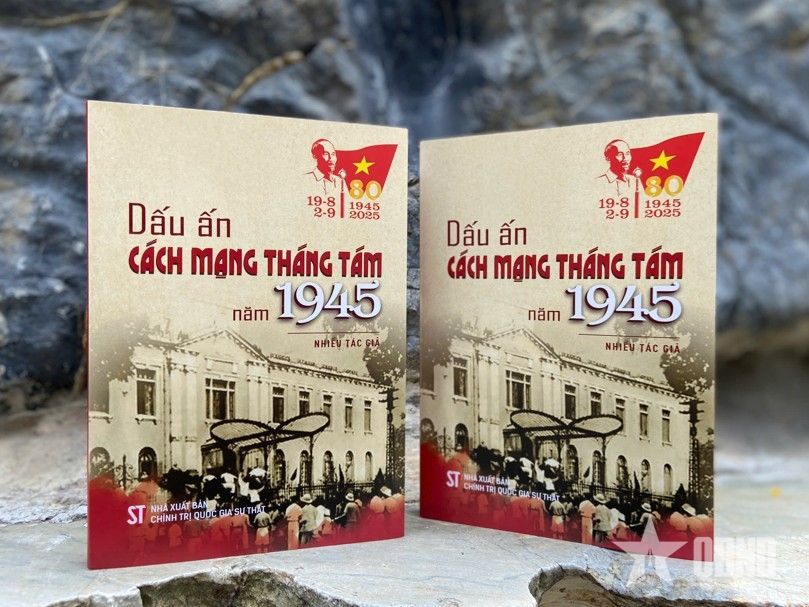 80
19-8 1945
2-9 2025
Dấu ấn
CÁCH MẠNG THÁNG TÁM
năm 1945
NHIỀU TÁC GIẢ
ST NHÀ XUẤT BẢN
CHÍNH TRỊ QUỐC GIA SỰ THẬT
80
19-8 1945
2-9 2025
Dấu ấn
CÁCH MẠNG THÁNG TÁM
năm 1945
NHIỀU TÁC GIẢ
ST NHÀ XUẤT BẢN
CHÍNH TRỊ QUỐC GIA SỰ THẬT
QĐND